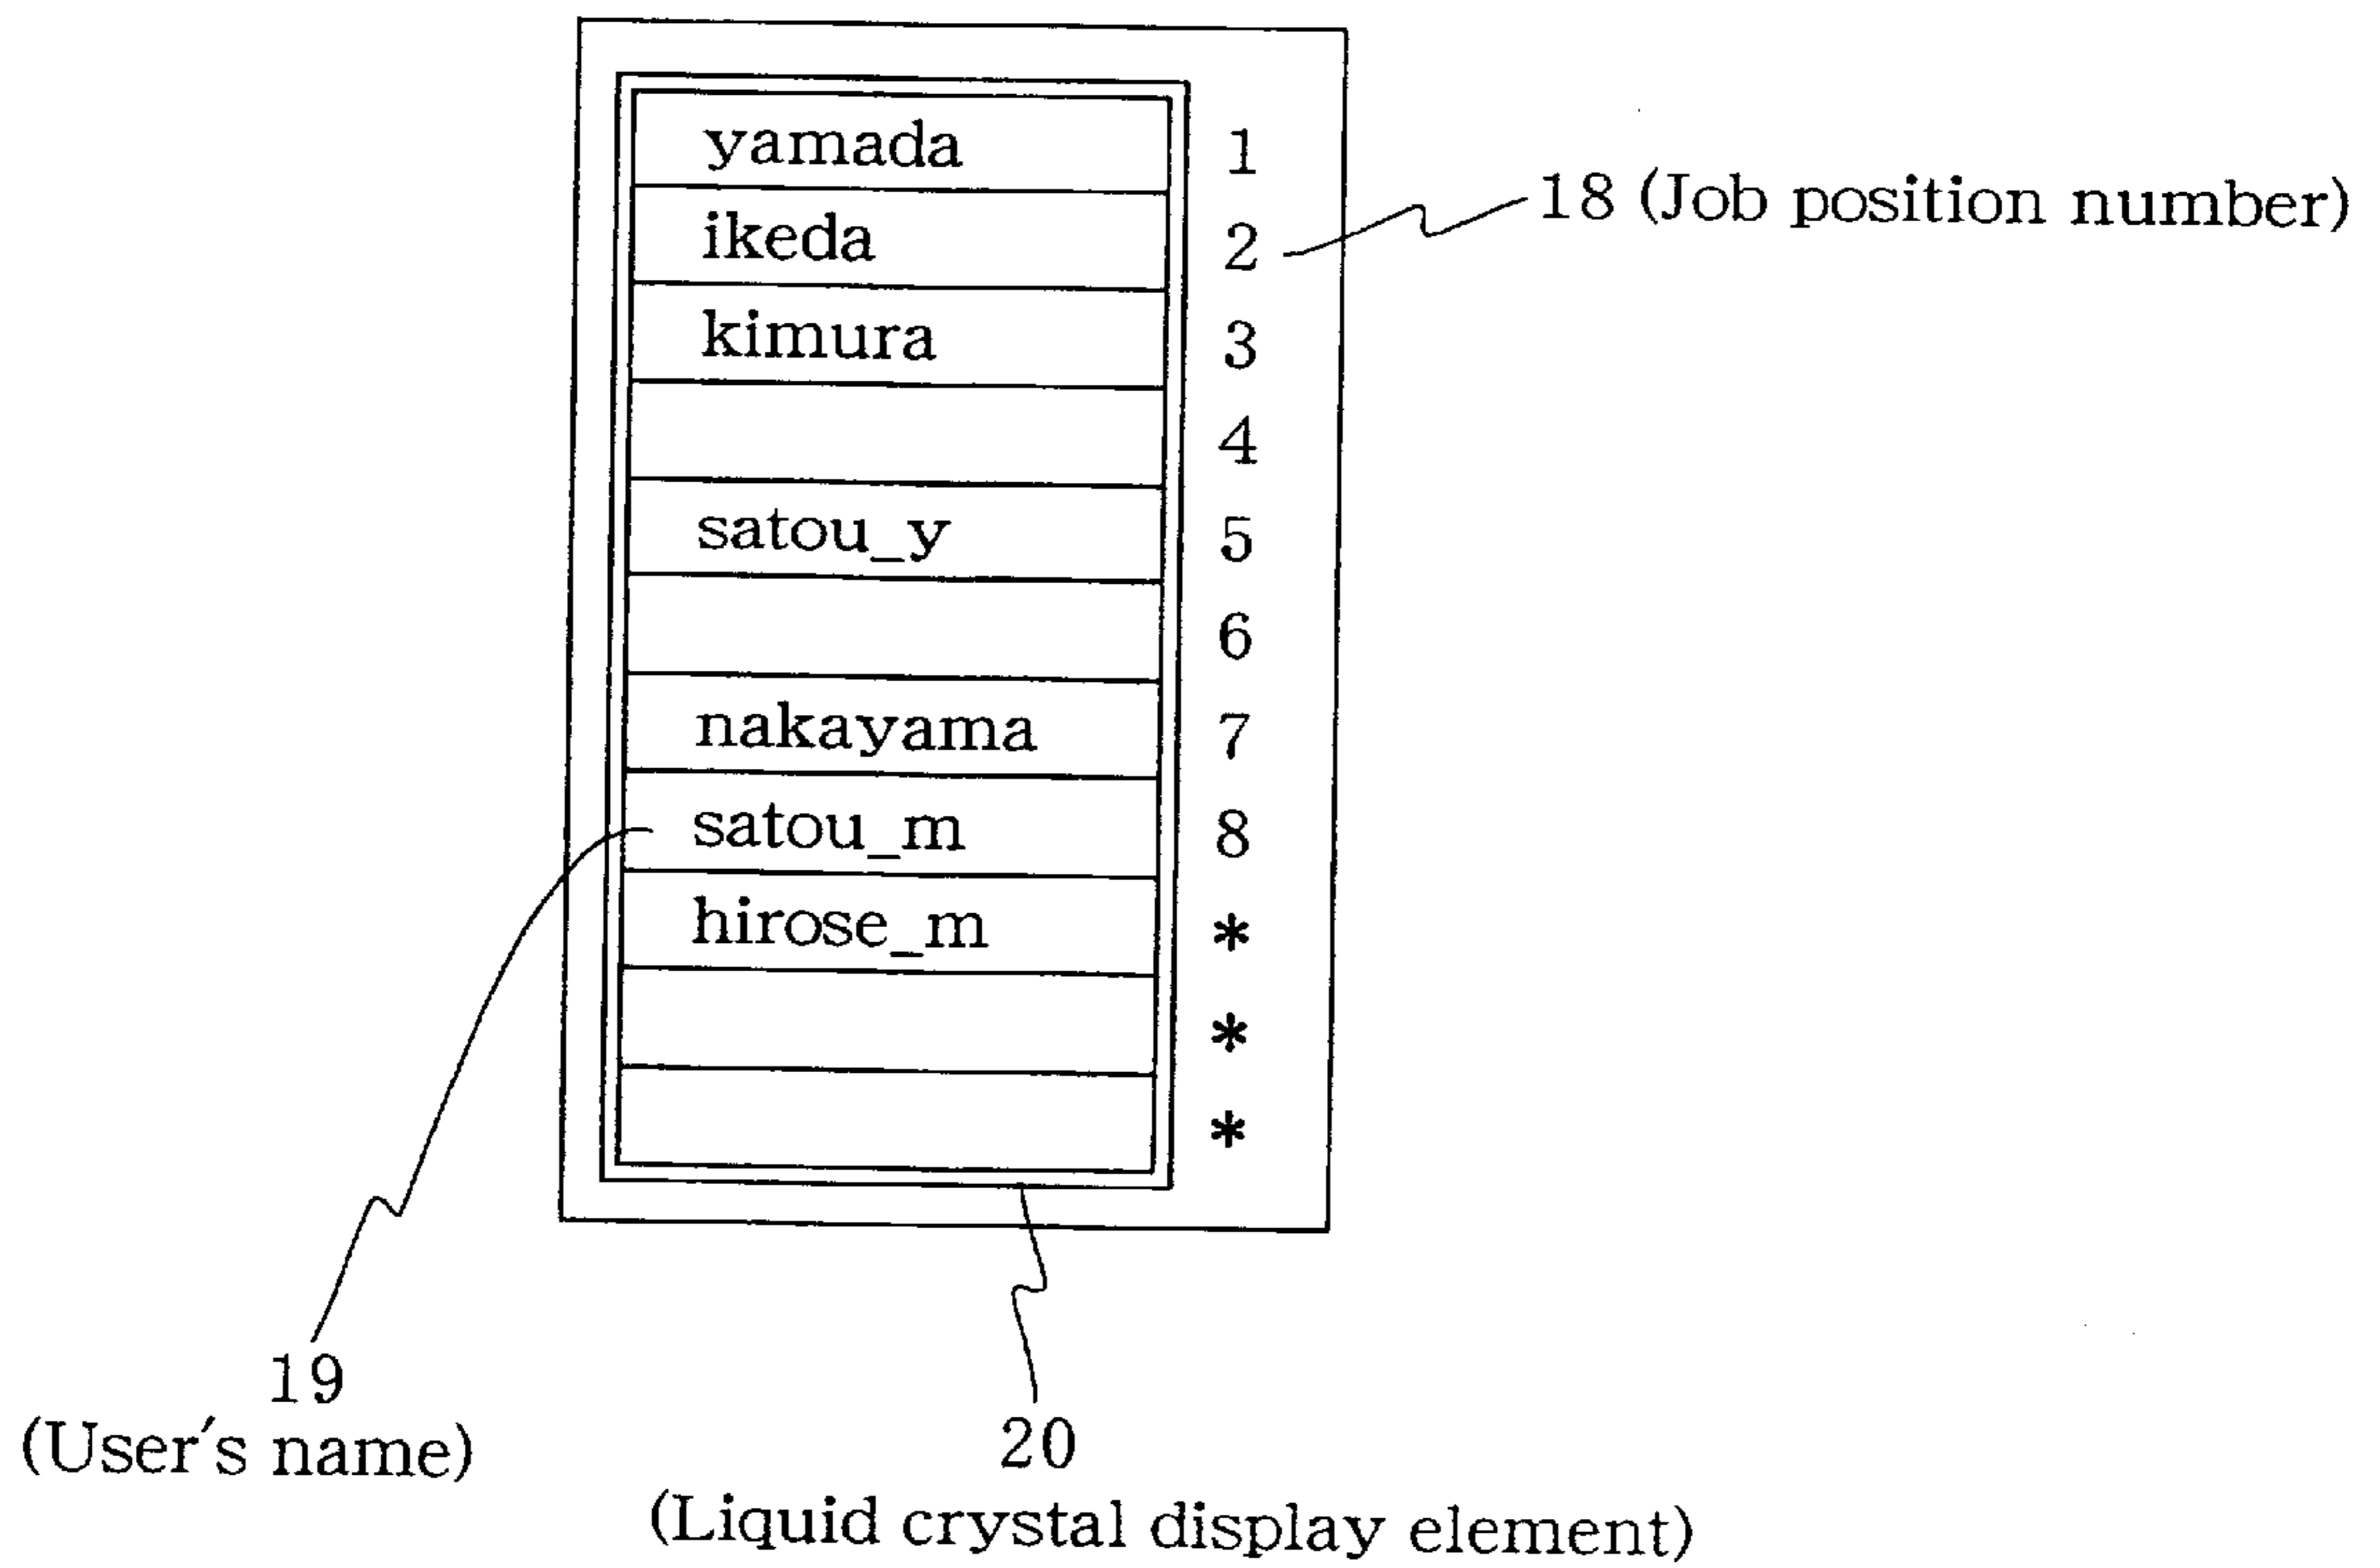 yamada 1
18 (Job position number)
ikeda 2
kimura 3
4
satou_y 5
6
nakayama 7
satou_m 8
hirose_m *
*
*
19
(User's name)
20
(Liquid crystal display element)